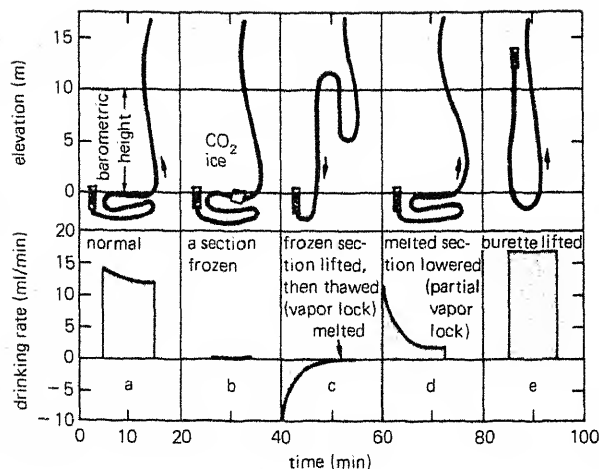 elevation (m)
15
10
5
0
barometric
height
CO2
ice
drinking rate (ml/min)
20
15
10
5
0
− 5
− 10
normal
a section
frozen
frozen sec-
tion lifted,
then thawed
(vapor lock)
melted
melted sec-
tion lowered
(partial
vapor
lock)
burette lifted
a
b
c
d
e
0
20
40
60
80
100
time (min)